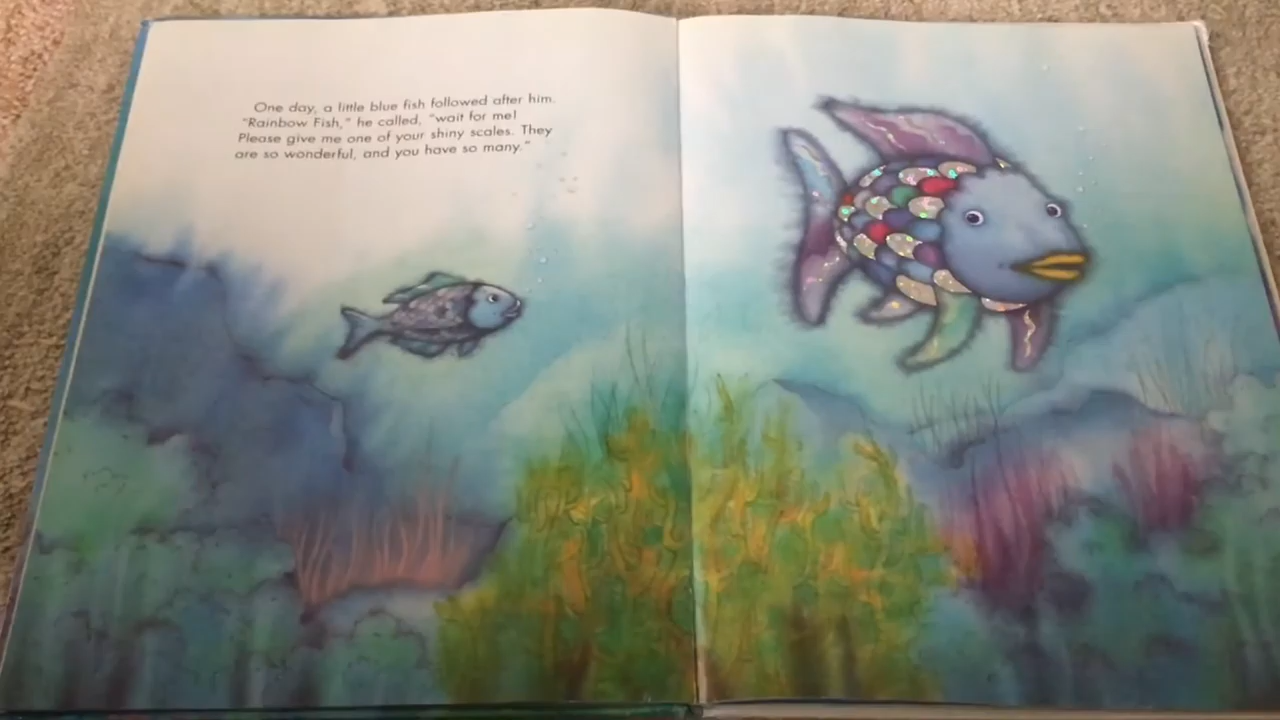 One day, a little blue fish followed after him.
“Rainbow Fish,” he called, “wait for me!
Please give me one of your shiny scales. They
are so wonderful, and you have so many.”